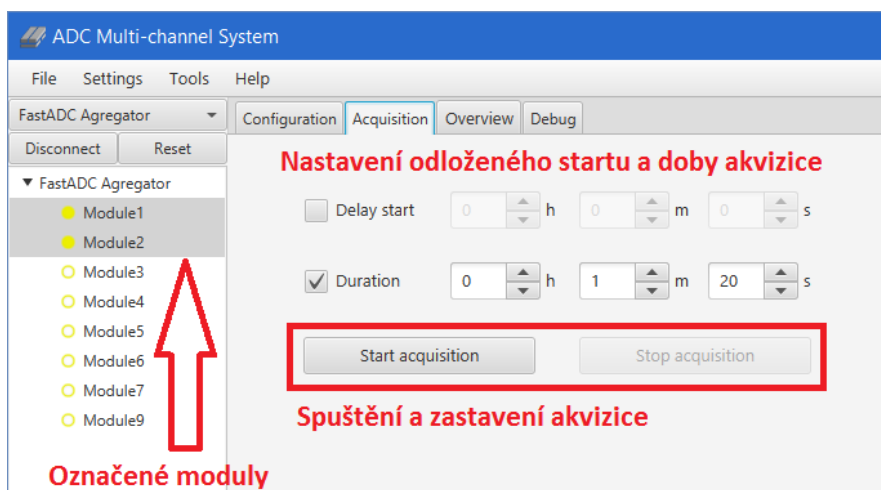 ADC Multi-channel System
File Settings Tools Help
FastADC Agregator
Configuration Acquisition Overview Debug
Disconnect Reset
Nastavení odloženého startu a doby akvizice
FastADC Agregator
Module1
Module2
Module3
Module4
Module5
Module6
Module7
Module9
Delay start 0 h 0 m 0 s
Duration 0 h 1 m 20 s
Start acquisition Stop acquisition
Spuštění a zastavení akvizice
Označené moduly